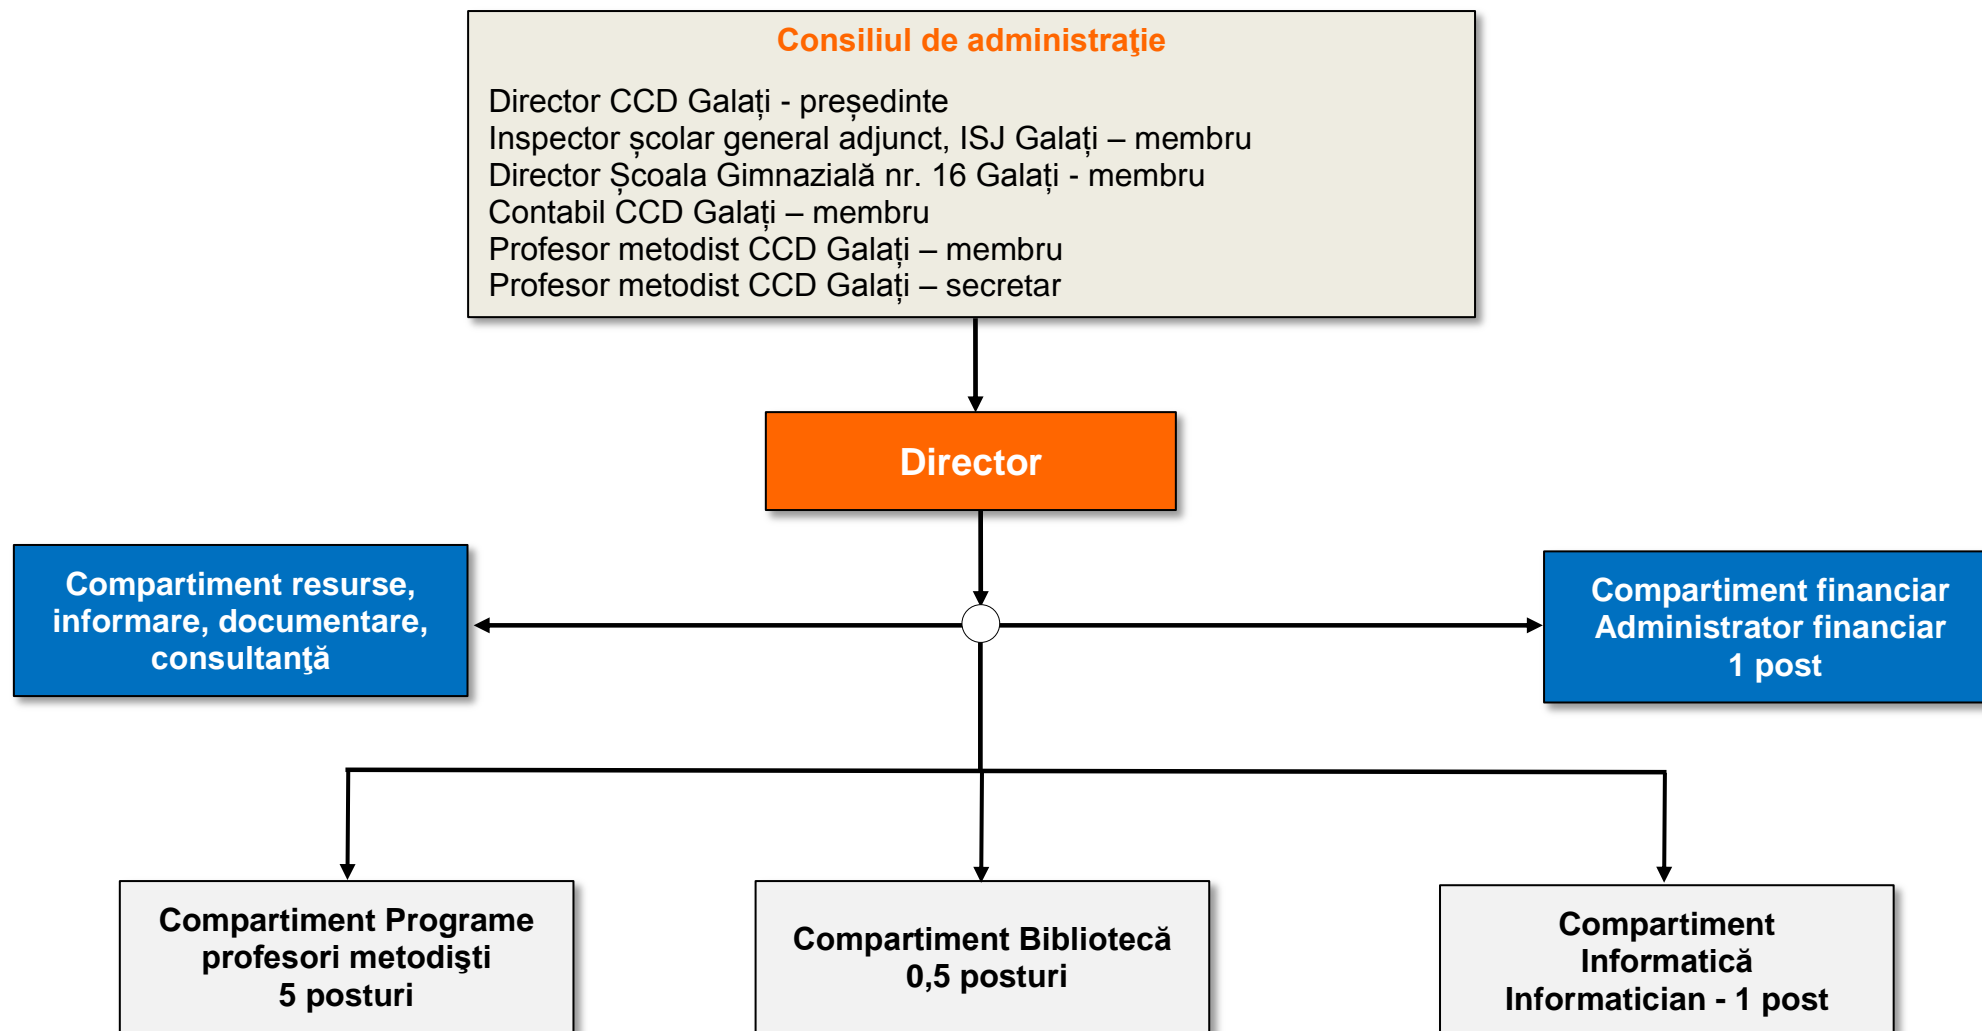 Consiliul de administraţie
Director CCD Galați - președinte
Inspector școlar general adjunct, ISJ Galați – membru
Director Școala Gimnazială nr. 16 Galați - membru
Contabil CCD Galați – membru
Profesor metodist CCD Galați – membru
Profesor metodist CCD Galați – secretar
Director
Compartiment resurse,
informare, documentare,
consultanţă
Compartiment financiar
Administrator financiar
1 post
Compartiment Programe
profesori metodişti
5 posturi
Compartiment Bibliotecă
0,5 posturi
Compartiment
Informatică
Informatician - 1 post